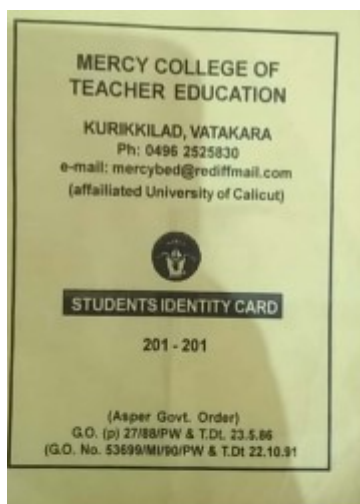 MERCY COLLEGE OF
TEACHER EDUCATION
KURIKKILAD, VATAKARA
Ph: 0496 2525830
e-mail: mercybed@rediffmail.com
(affailiated University of Calicut)
STUDENTS IDENTITY CARD
201 - 201
(Asper Govt. Order)
G.O. (p) 27/88/PW & T.Dt. 23.5.86
(G.O. No. 53699/MI/90/PW & T.Dt 22.10.91